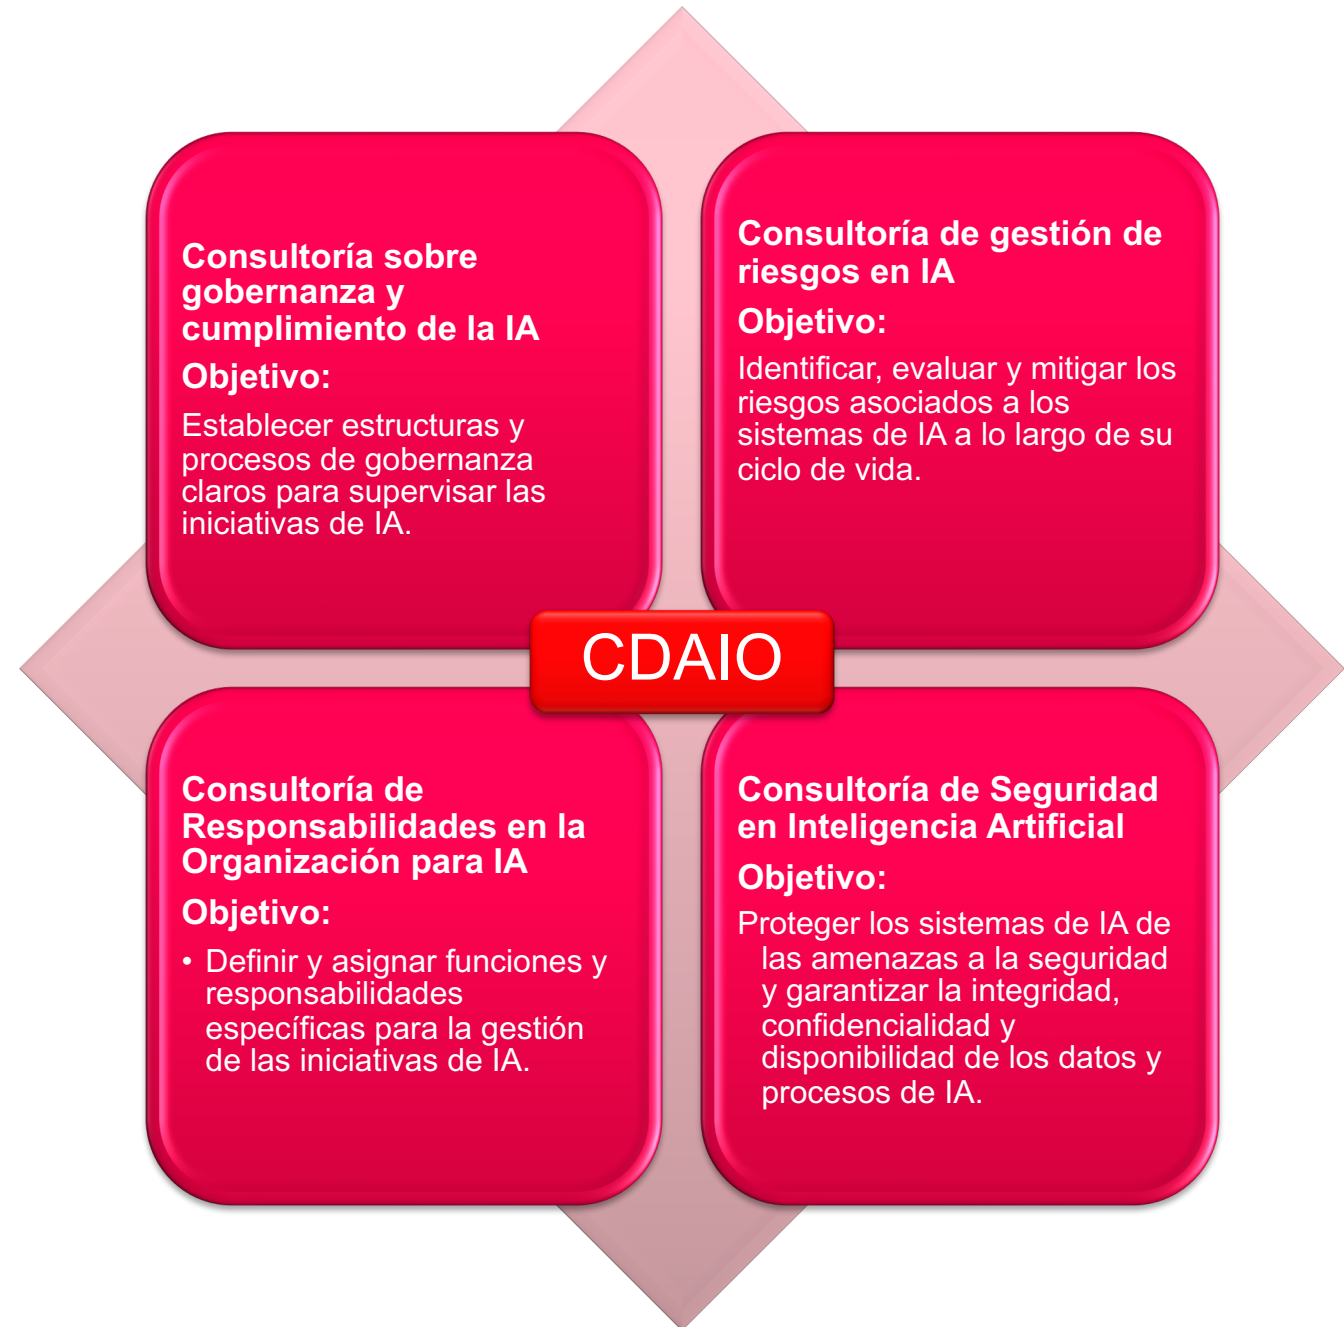 Consultoría sobre
gobernanza y
cumplimiento de la IA
Objetivo:
Establecer estructuras y
procesos de gobernanza
claros para supervisar las
iniciativas de IA.
Consultoría de gestión de
riesgos en IA
Objetivo:
Identificar, evaluar y mitigar los
riesgos asociados a los
sistemas de IA a lo largo de su
ciclo de vida.
CDAIO
Consultoría de
Responsabilidades en la
Organización para IA
Objetivo:
• Definir y asignar funciones y
responsabilidades
específicas para la gestión
de las iniciativas de IA.
Consultoría de Seguridad
en Inteligencia Artificial
Objetivo:
Proteger los sistemas de IA de
las amenazas a la seguridad
y garantizar la integridad,
confidencialidad y
disponibilidad de los datos y
procesos de IA.